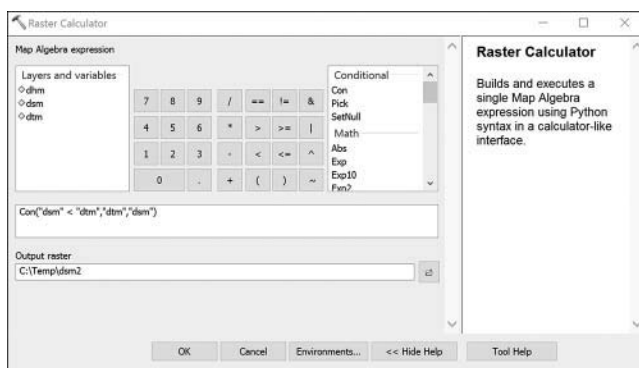 Raster Calculator
Map Algebra expression
Layers and variables
dhm
dsm
dtm
7 8 9 / == != &
4 5 6 * > >= |
1 2 3 - < <= ^
0 . + ( ) ~
Conditional
Con
Pick
SetNull
Math
Abs
Exp
Exp10
Exp2
Con("dsm" < "dtm","dtm","dsm")
Output raster
C:\Temp\dsm2
OK Cancel Environments... << Hide Help Tool Help
Raster Calculator
Builds and executes a
single Map Algebra
expression using Python
syntax in a calculator-like
interface.